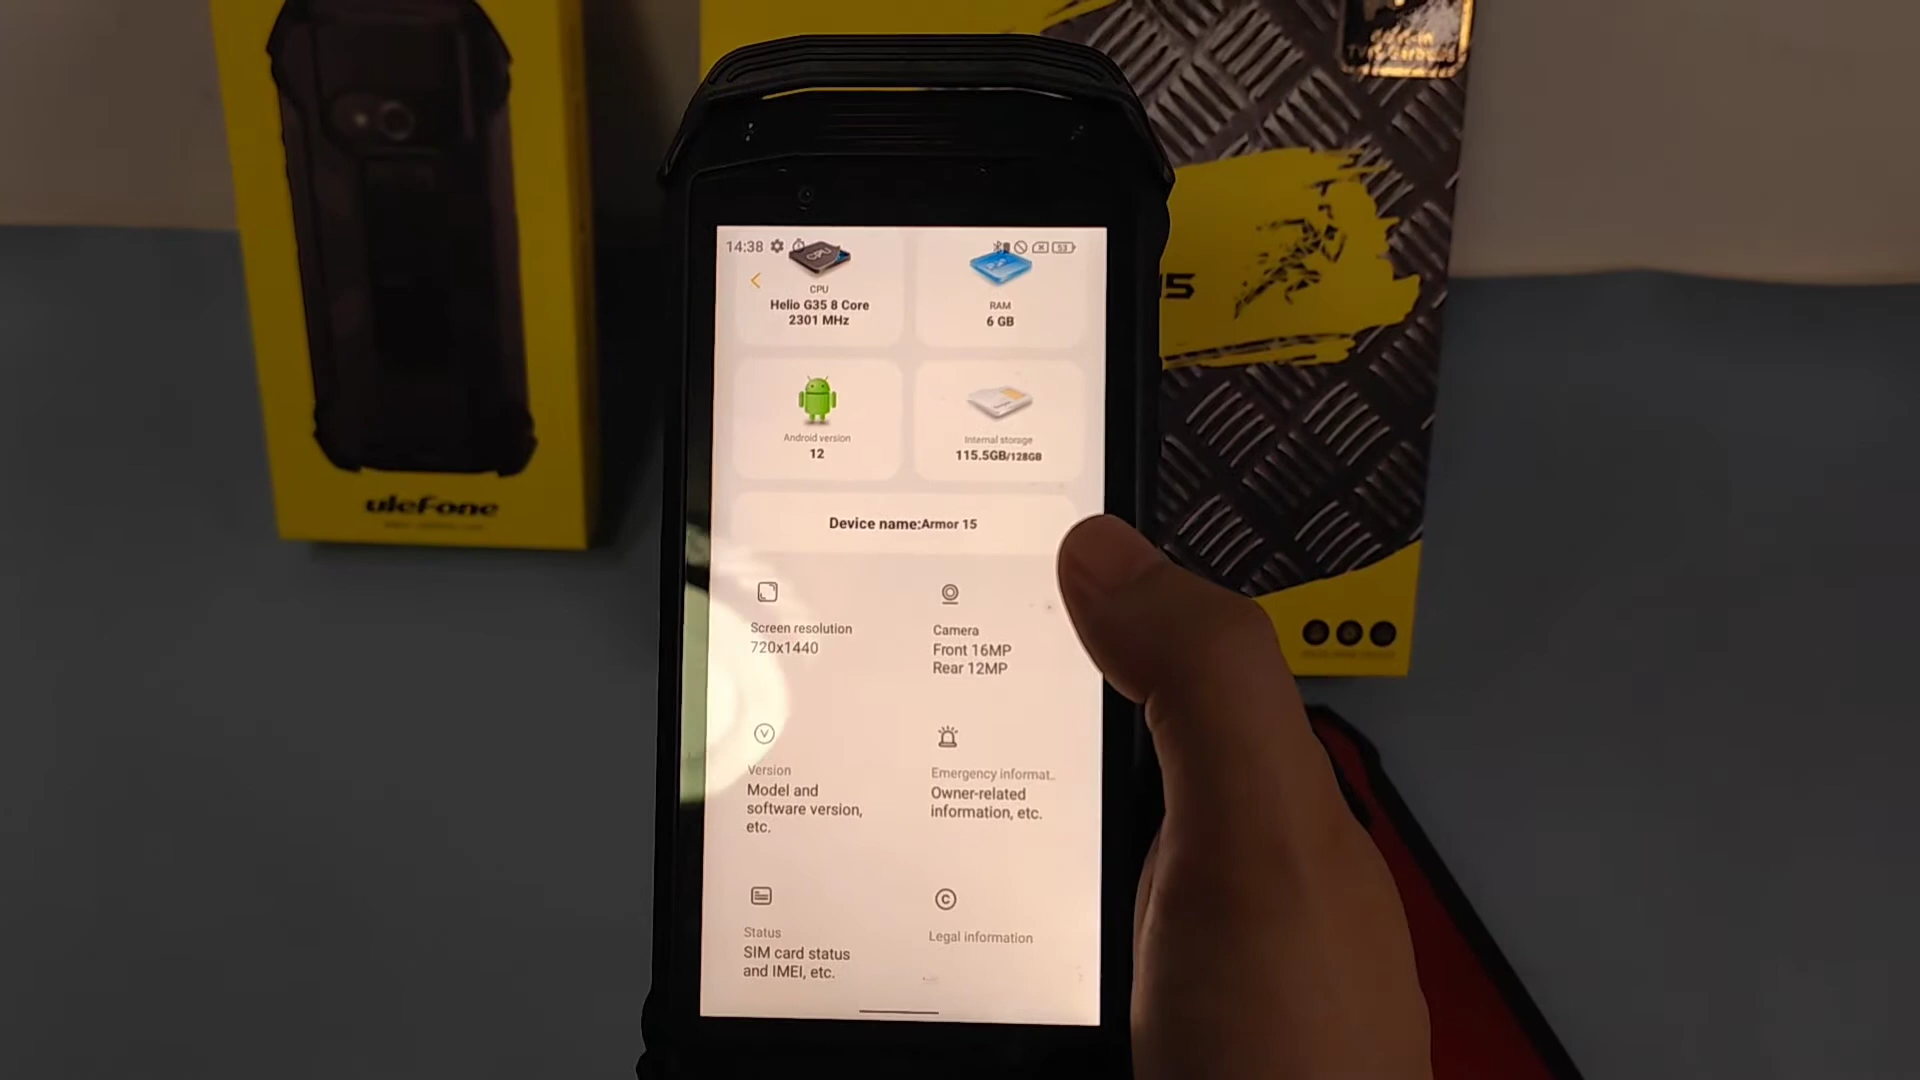 ulefone
15
14:38
53
CPU
Helio G35 8 Core
2301 MHz
RAM
6 GB
Android version
12
Internal storage
115.5GB/128GB
Device name:Armor 15
Screen resolution
720x1440
Camera
Front 16MP
Rear 12MP
Version
Model and
software version,
etc.
Emergency informat..
Owner-related
information, etc.
Status
SIM card status
and IMEI, etc.
Legal information